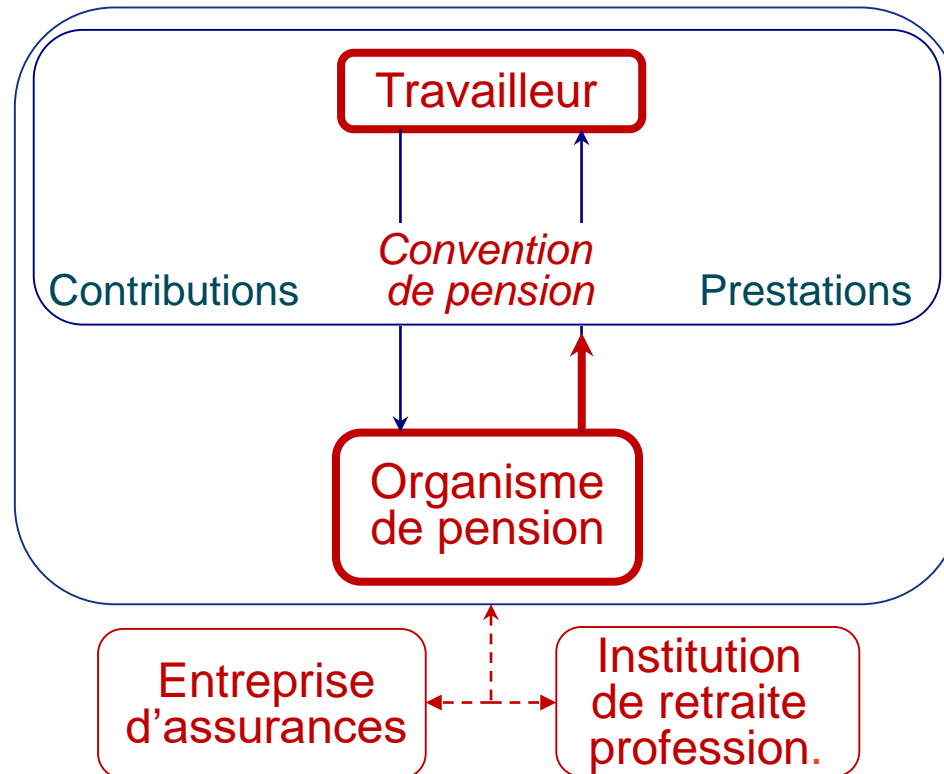 Travailleur
Convention
de pension
Contributions
Prestations
Organisme
de pension
Entreprise
d'assurances
Institution
de retraite
profession.